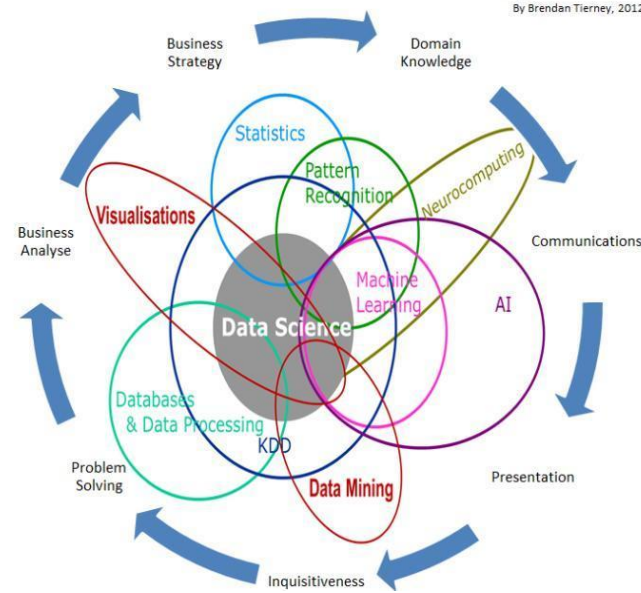 By Brendan Tierney, 2012
Business
Strategy
Domain
Knowledge
Statistics
Pattern
Recognition
Neurocomputing
Visualisations
Business
Analyse
Communications
Machine
Learning
AI
Data Science
Databases
& Data Processing
KDD
Problem
Solving
Data Mining
Presentation
Inquisitiveness